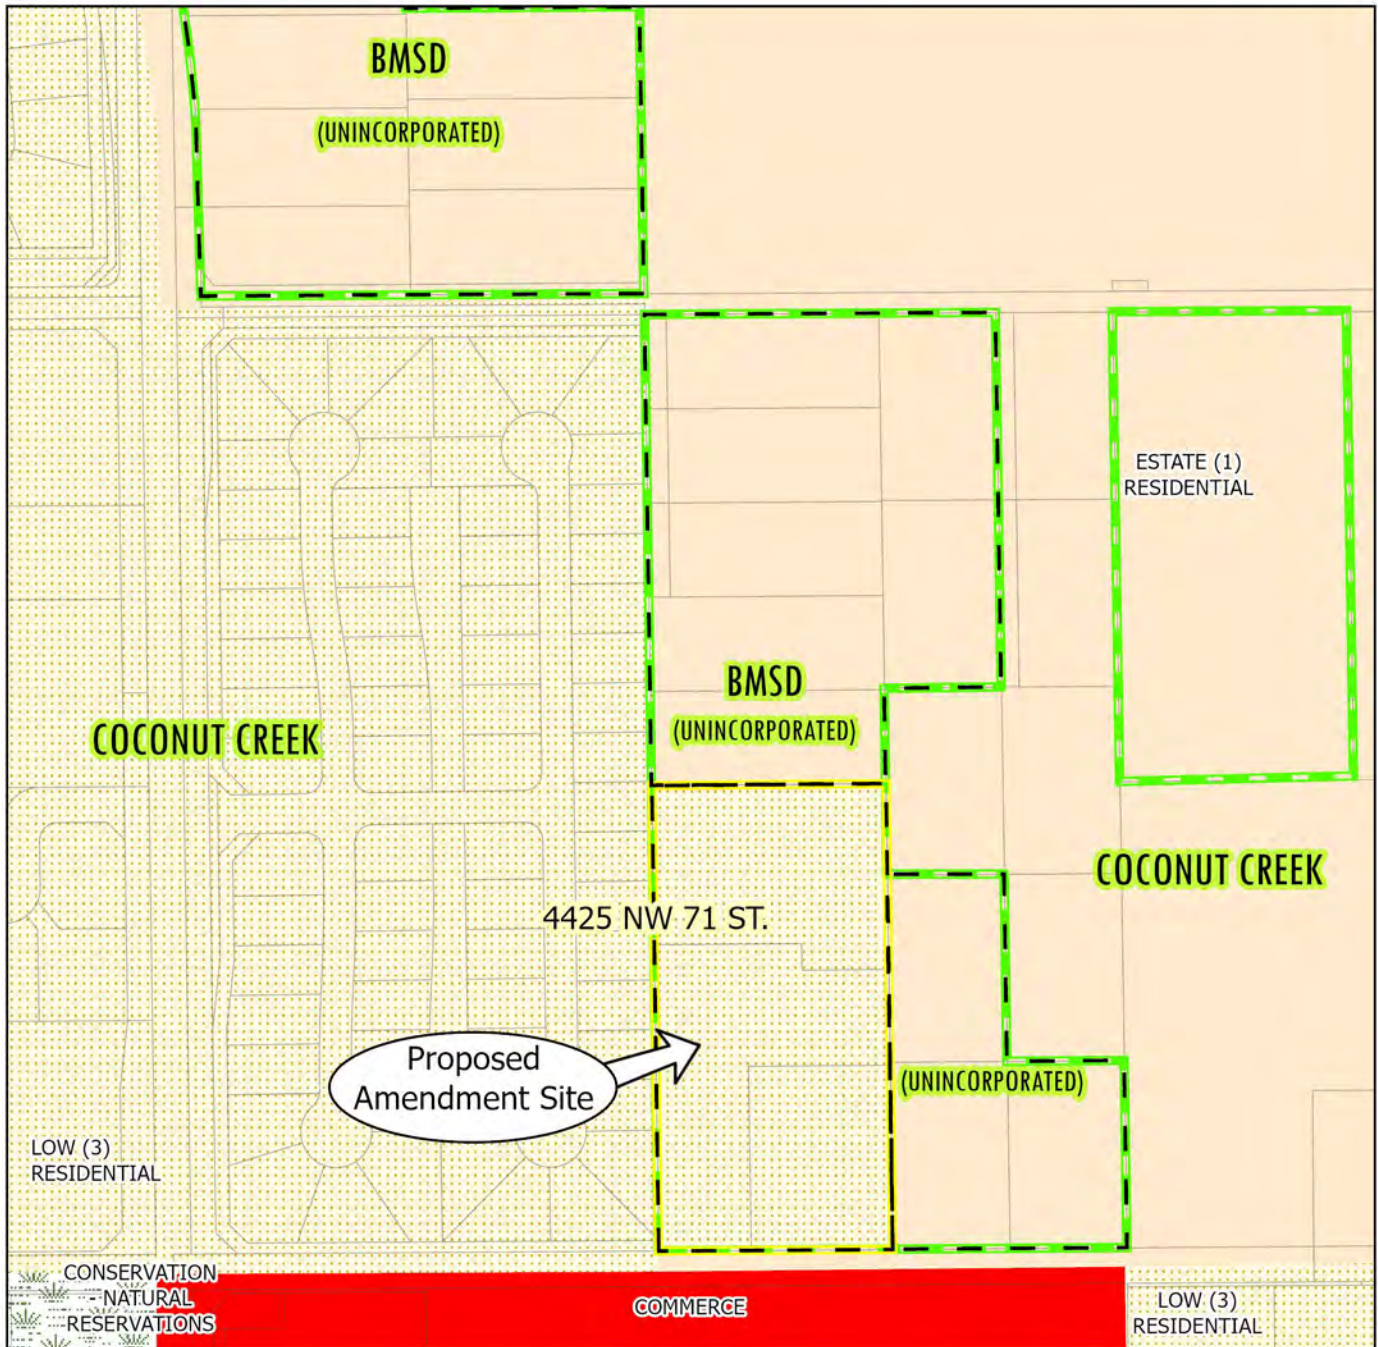 BMSD
(UNINCORPORATED)
ESTATE (1)
RESIDENTIAL
BMSD
(UNINCORPORATED)
COCONUT CREEK
COCONUT CREEK
4425 NW 71 ST.
Proposed
Amendment Site
(UNINCORPORATED)
LOW (3)
RESIDENTIAL
CONSERVATION
- NATURAL
RESERVATIONS
COMMERCE
LOW (3)
RESIDENTIAL